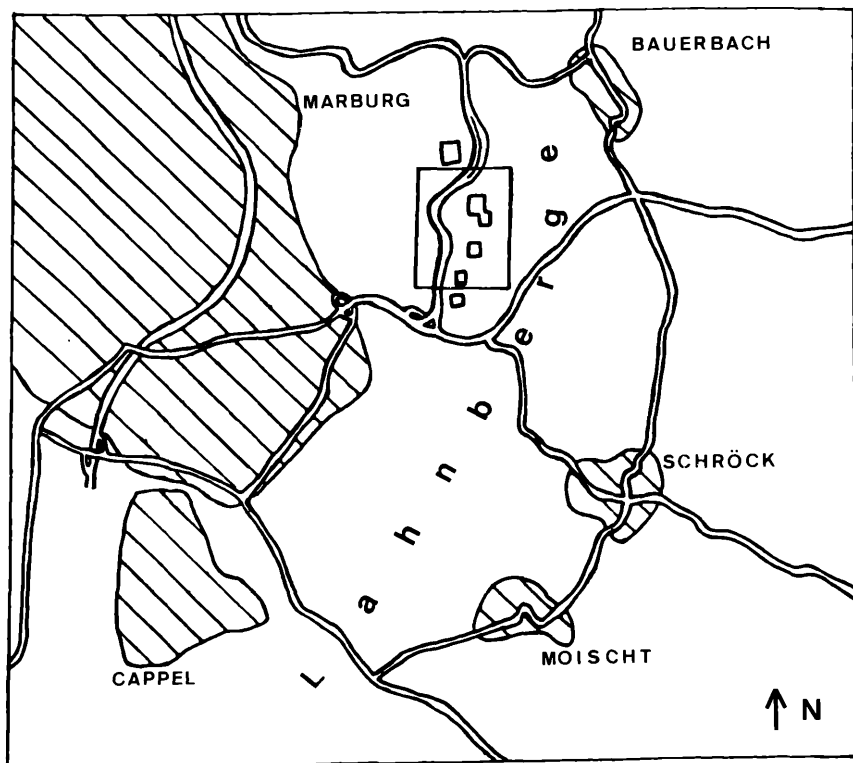 BAUERBACH
MARBURG
SCHRÖCK
MOISCHT
CAPPEL
Lahnberge
N